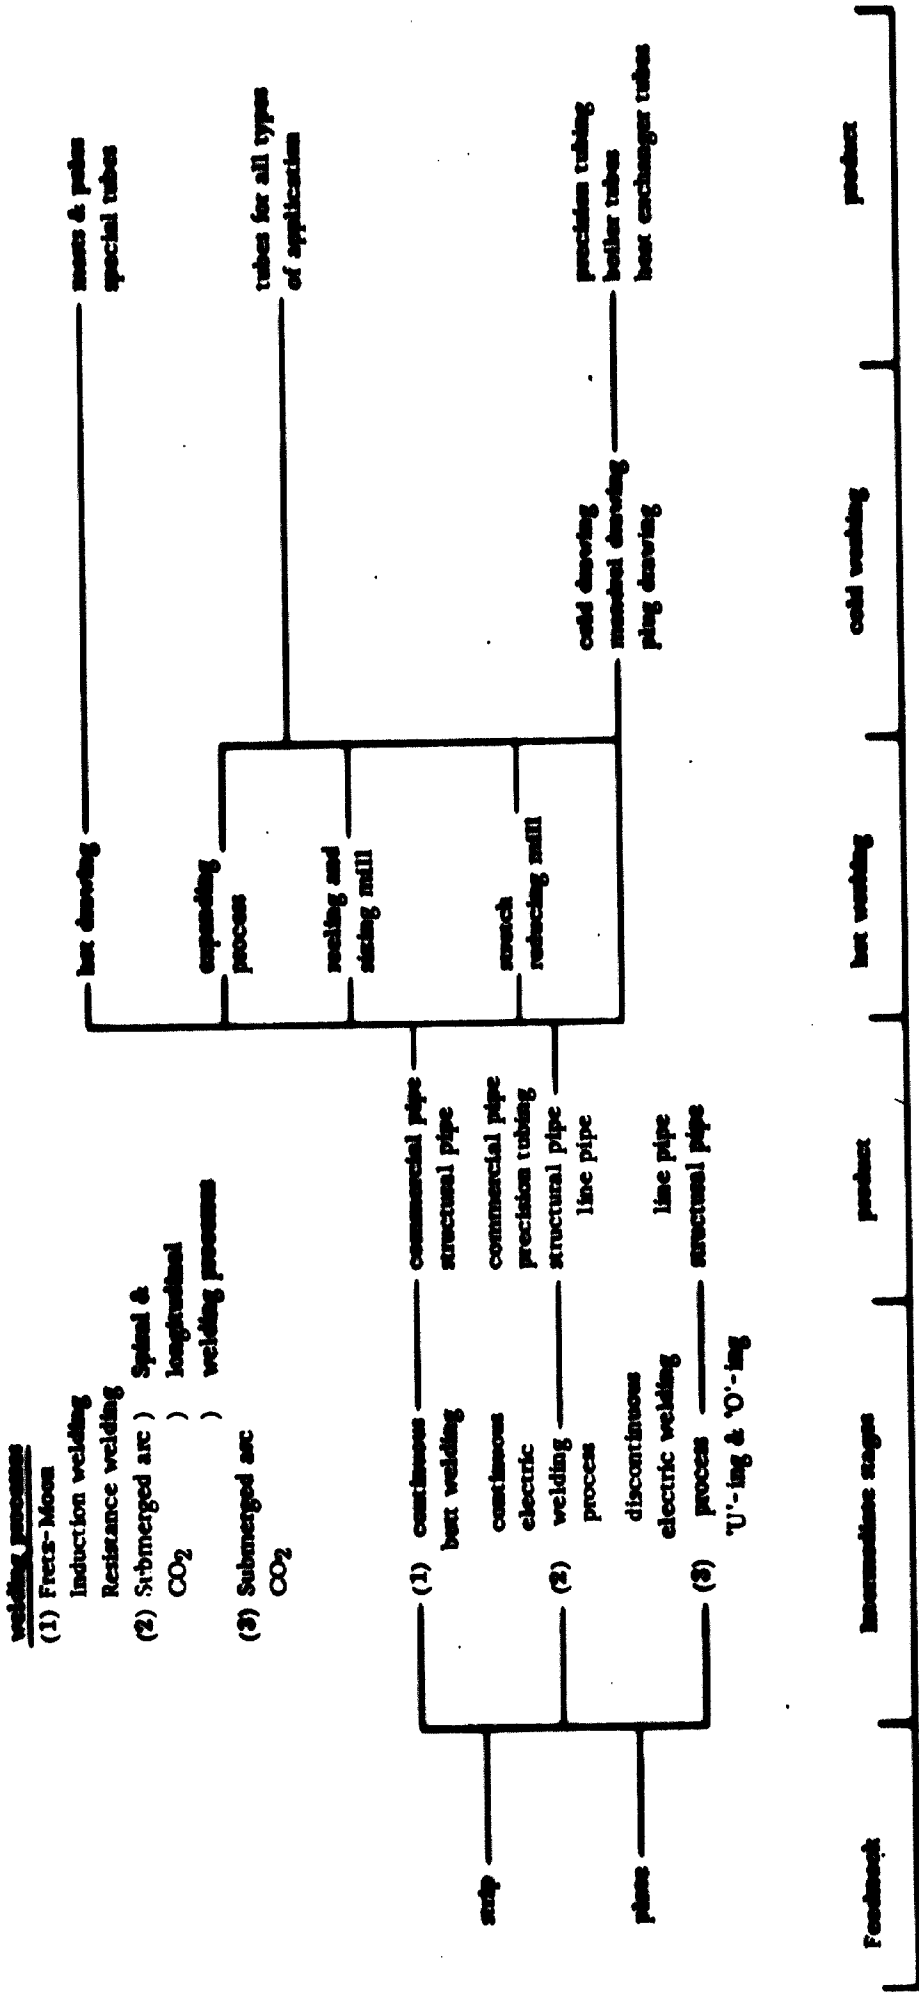 welding processes
(1) Fretz-Moon
Induction welding
Resistance welding
(2) Submerged arc ) Spiral &
CO2 ) longitudinal
) welding processes
(3) Submerged arc
CO2
strip
plate
(1) continuous
butt welding
continuous
electric
(2) welding
process
discontinuous
electric welding
(3) process
'U'-ing & 'O'-ing
commercial pipe
structural pipe
commercial pipe
precision tubing
structural pipe
line pipe
line pipe
structural pipe
hot drawing
expanding
process
reeling and
sizing mill
stretch
reducing mill
cold drawing
mandrel drawing
plug drawing
masts & poles
special tubes
tubes for all types
of application
precision tubing
boiler tubes
heat exchanger tubes
Feedstock
Intermediate stages
product
hot working
cold working
product